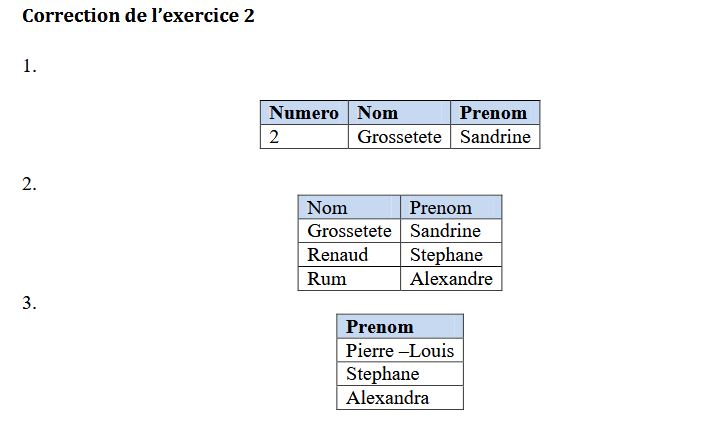 Correction de l’exercice 2
1.
Numero Nom Prenom
2 Grossetete Sandrine
2.
Nom Prenom
Grossetete Sandrine
Renaud Stephane
Rum Alexandre
3.
Prenom
Pierre –Louis
Stephane
Alexandra